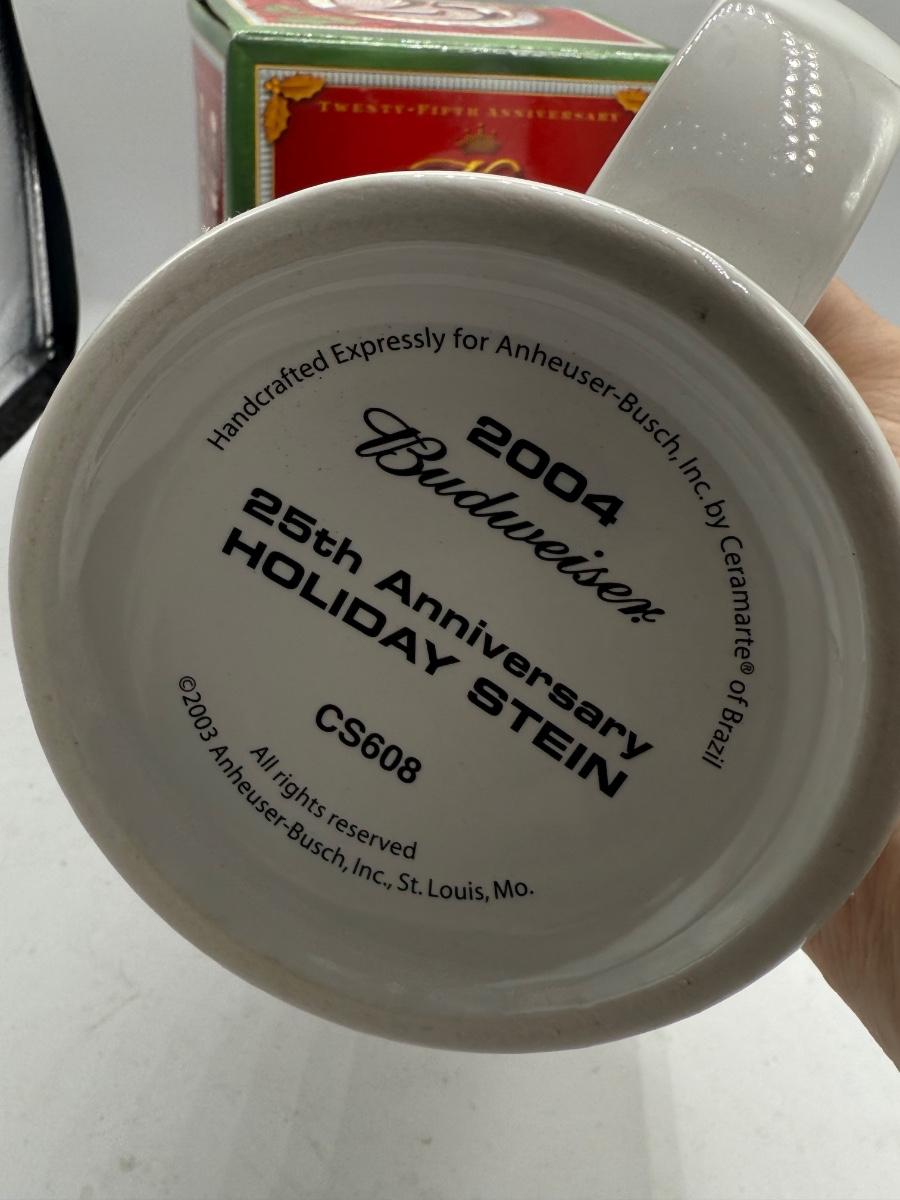 TWENTY-FIFTH ANNIVERSARY
Handcrafted Expressly for Anheuser-Busch, Inc. by Ceramarte® of Brazil
2004
Budweiser.
25th Anniversary
HOLIDAY STEIN
CS608
All rights reserved
©2003 Anheuser-Busch, Inc., St. Louis, Mo.